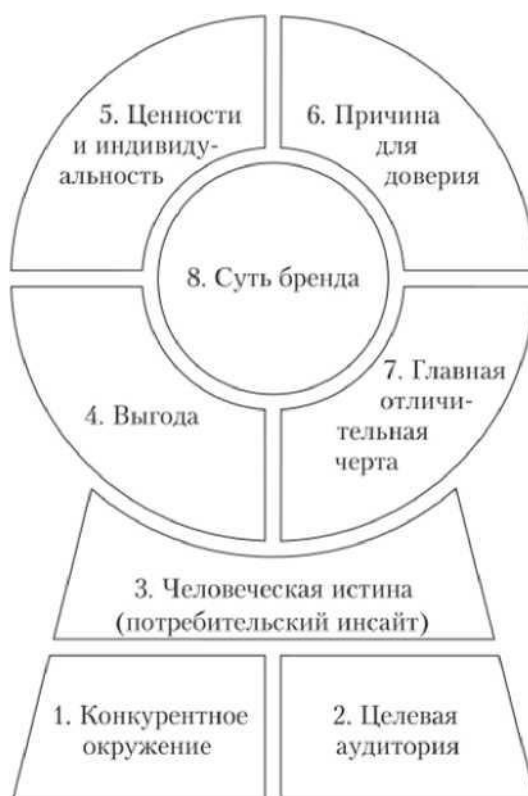 5. Ценности
и индивиду-
альность
6. Причина
для
доверия
8. Суть бренда
4. Выгода
7. Главная
отличи-
тельная
черта
3. Человеческая истина
(потребительский инсайт)
1. Конкурентное
окружение
2. Целевая
аудитория